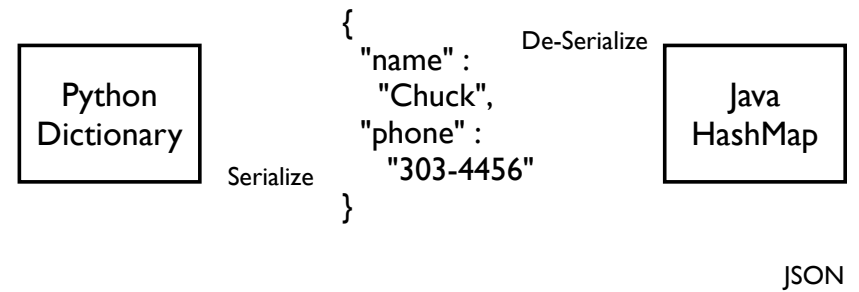 Python
Dictionary
Serialize
{
"name" :
"Chuck",
"phone" :
"303-4456"
}
De-Serialize
Java
HashMap
JSON